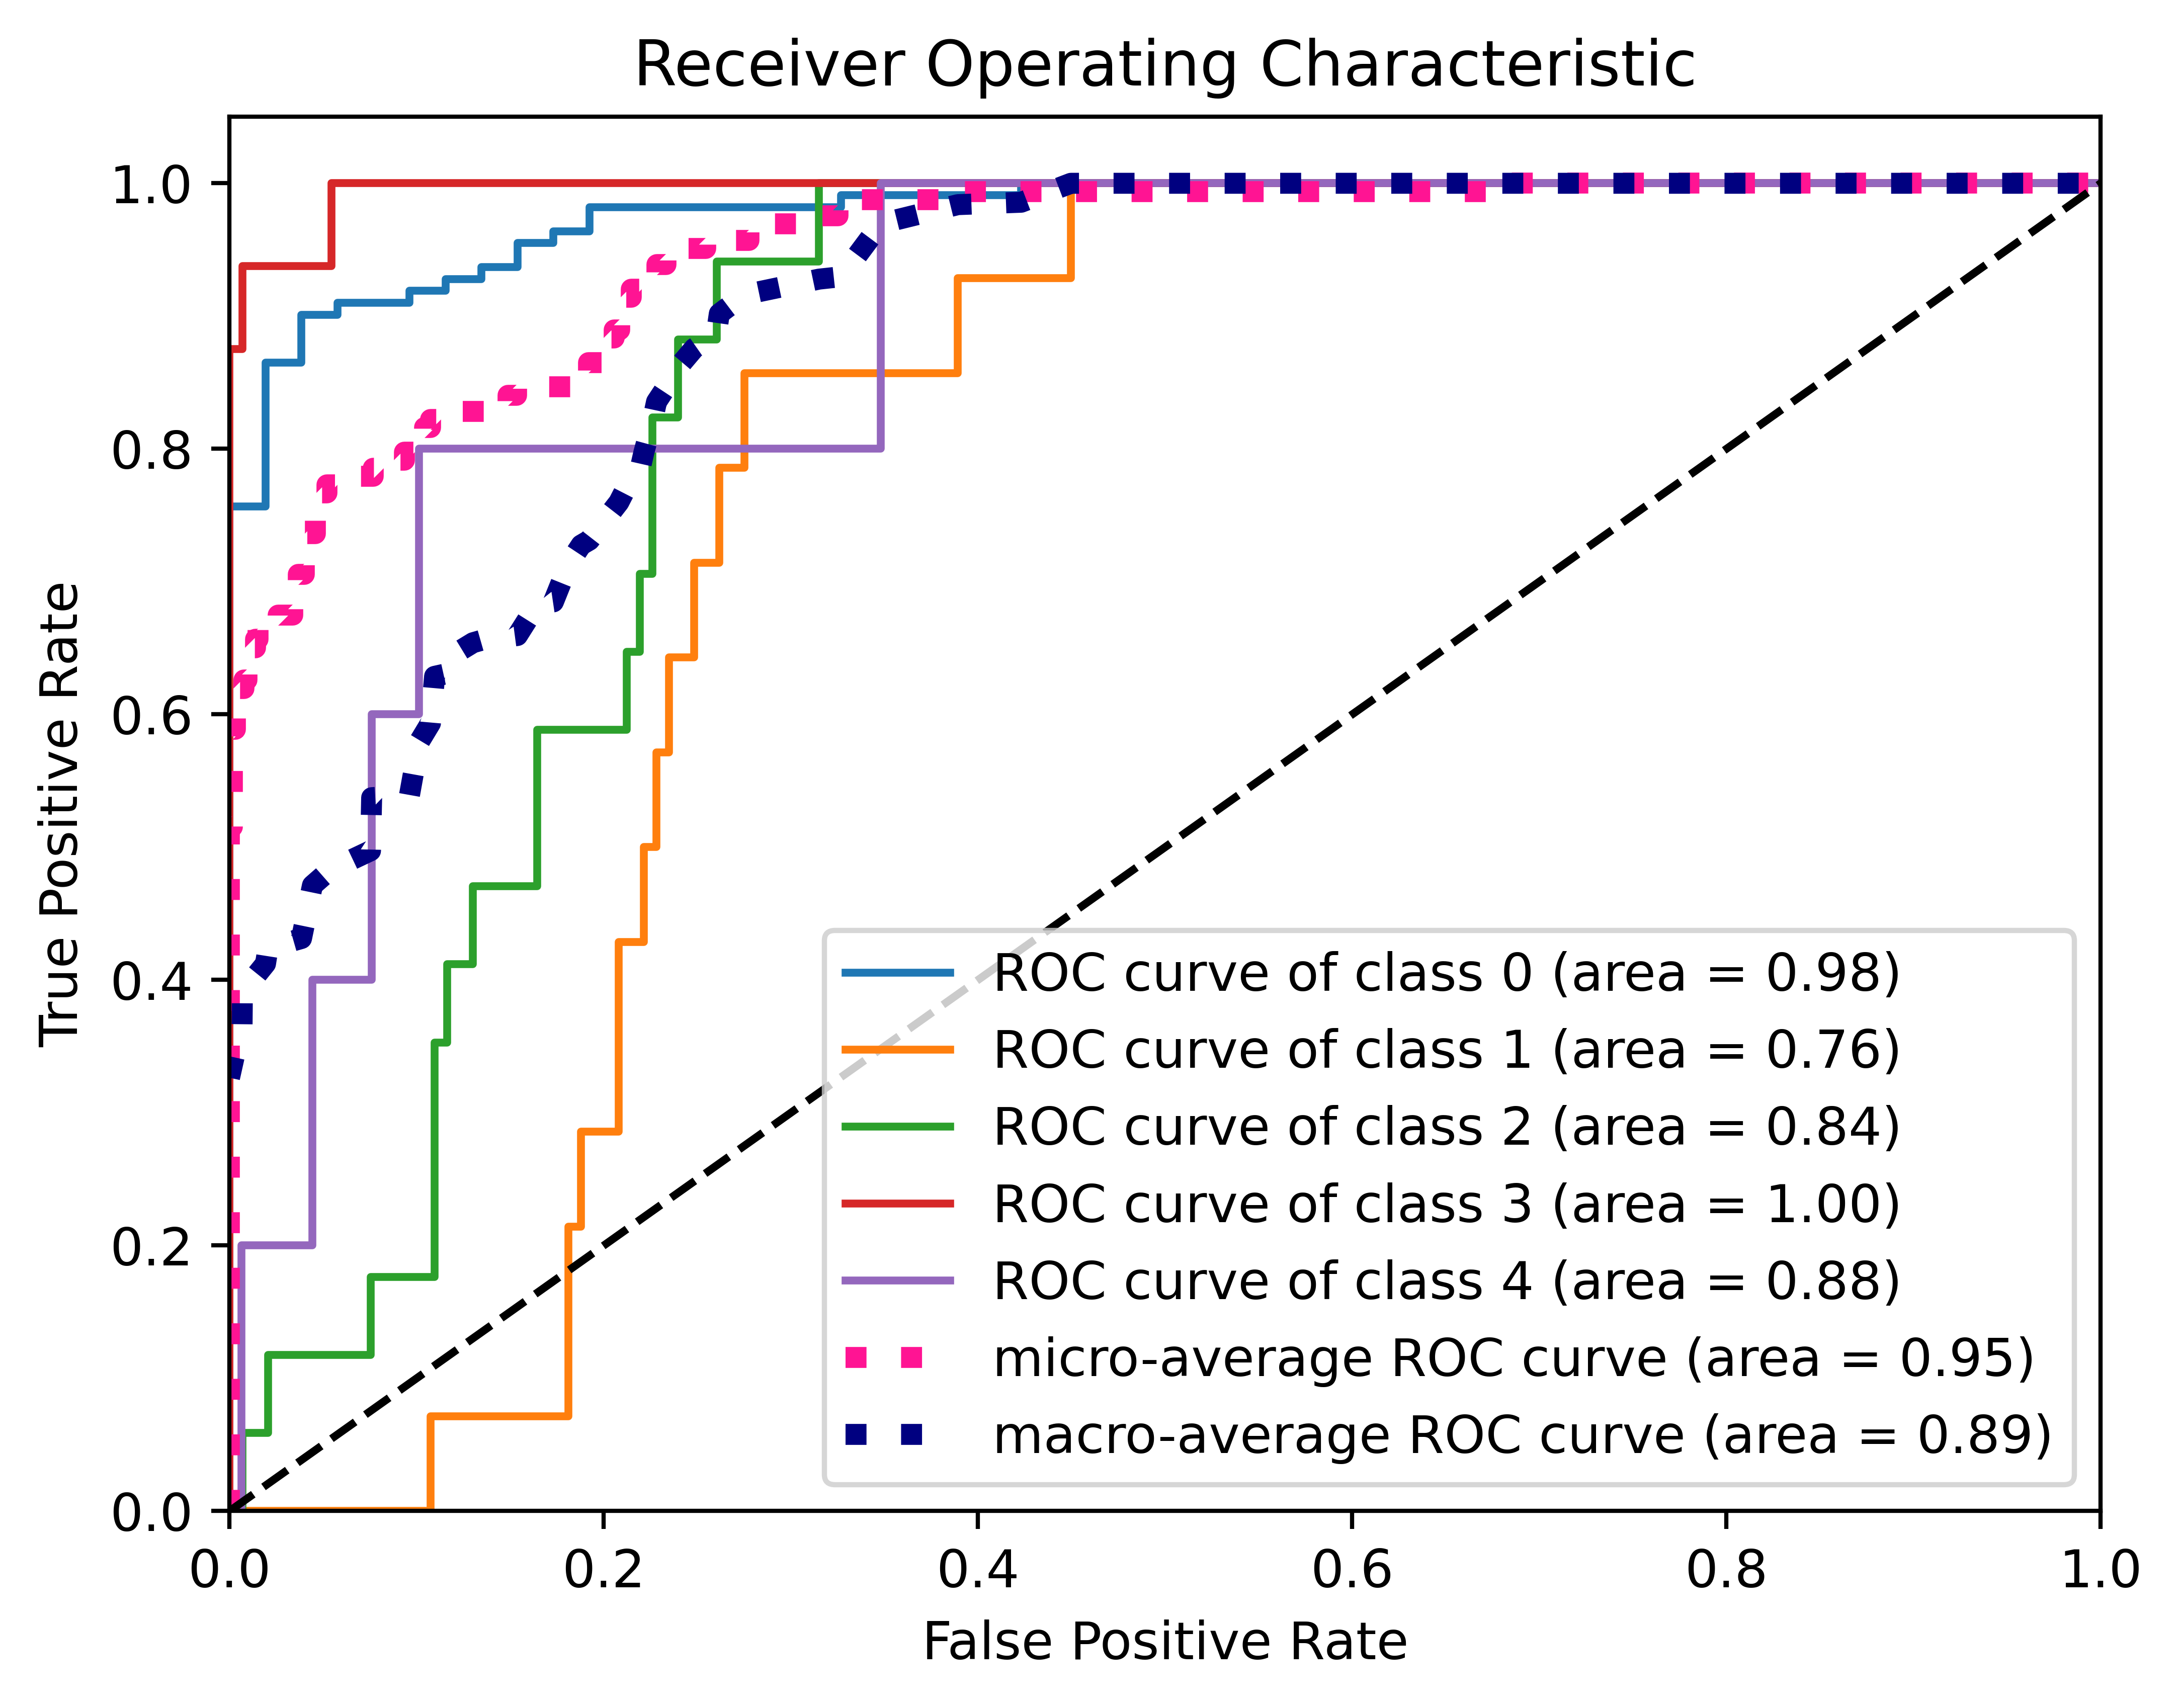 Receiver Operating Characteristic
True Positive Rate
1.0
0.8
0.6
0.4
0.2
0.0
ROC curve of class 0 (area = 0.98)
ROC curve of class 1 (area = 0.76)
ROC curve of class 2 (area = 0.84)
ROC curve of class 3 (area = 1.00)
ROC curve of class 4 (area = 0.88)
micro-average ROC curve (area = 0.95)
macro-average ROC curve (area = 0.89)
0.0 0.2 0.4 0.6 0.8 1.0
False Positive Rate